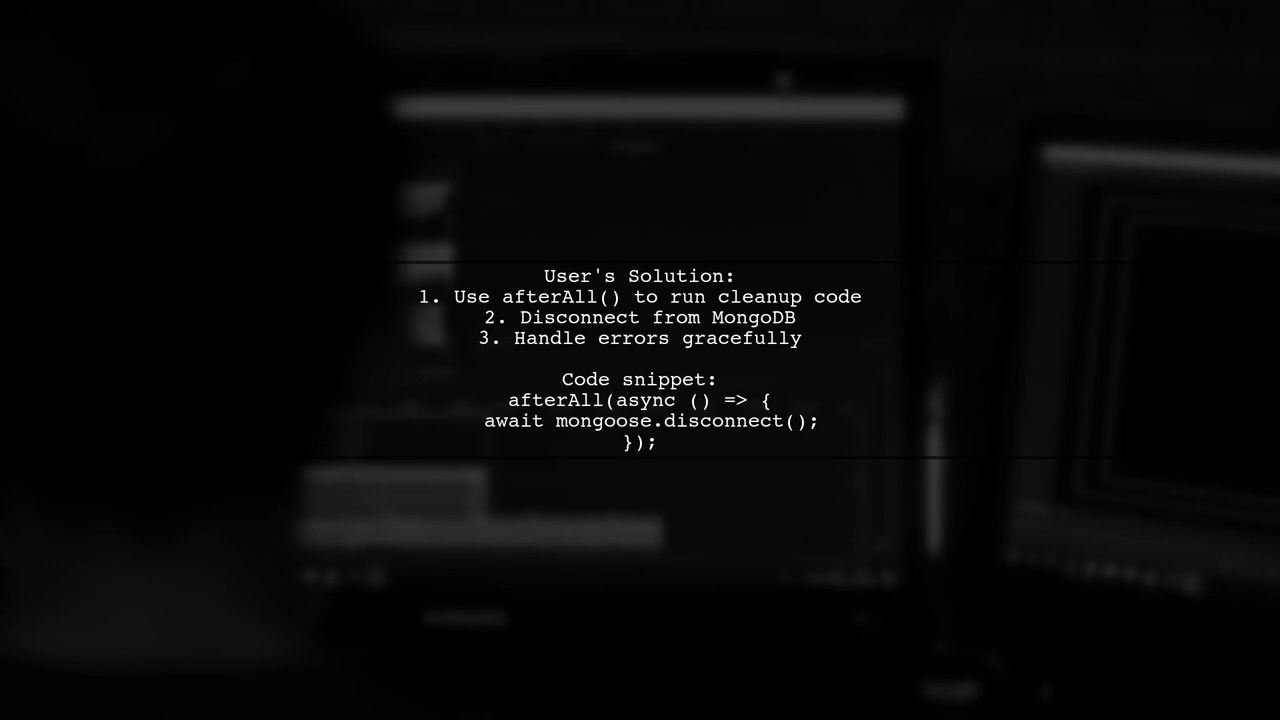 User's Solution:
1. Use afterAll() to run cleanup code
2. Disconnect from MongoDB
3. Handle errors gracefully
Code snippet:
afterAll(async () => {
await mongoose.disconnect();
});